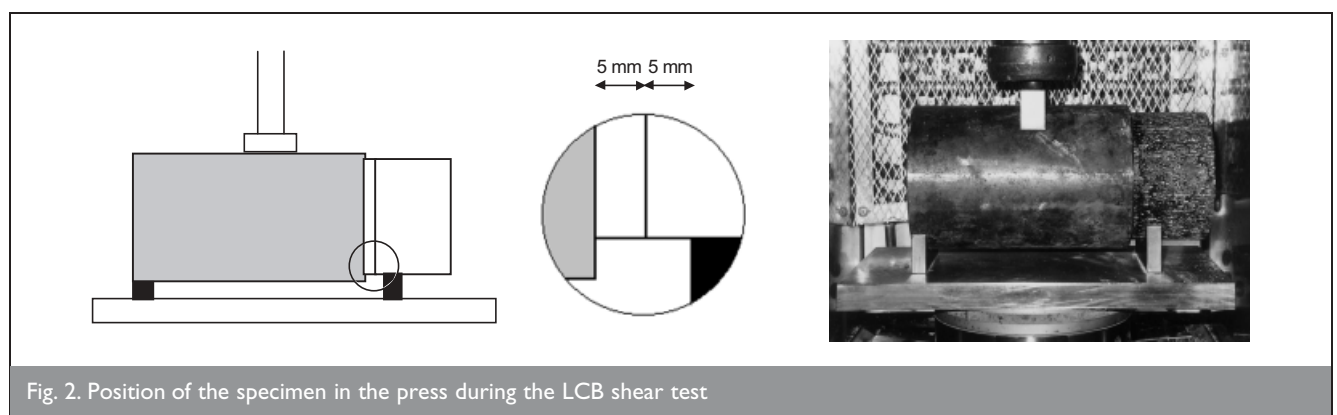 5 mm 5 mm
Fig. 2. Position of the specimen in the press during the LCB shear test